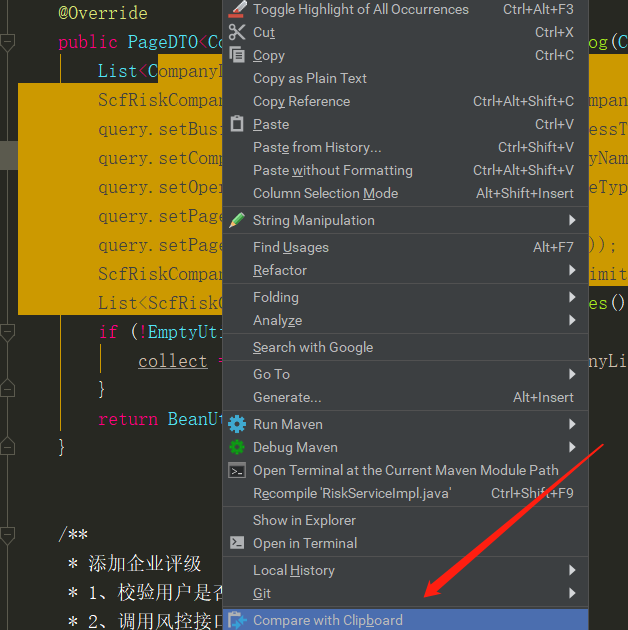 @Override
public PageDTO<Co
og(C
List<CompanyL
ScfRiskCompan
ompan
query.setBusi
essT
query.setComp
yNam
query.setOper
eTyp
query.setPage
query.setPage
));
ScfRiskCompan
imit
List<ScfRiskC
es()
if (!EmptyUti
collect =
nyLi
}
return BeanUt
}
/**
* 添加企业评级
* 1、校验用户是否
* 2、调用风控接口
Toggle Highlight of All Occurrences Ctrl+Alt+F3
Cut Ctrl+X
Copy Ctrl+C
Copy as Plain Text
Copy Reference Ctrl+Alt+Shift+C
Paste Ctrl+V
Paste from History... Ctrl+Shift+V
Paste without Formatting Ctrl+Alt+Shift+V
Column Selection Mode Alt+Shift+Insert
String Manipulation
Find Usages Alt+F7
Refactor
Folding
Analyze
Search with Google
Go To
Generate... Alt+Insert
Run Maven
Debug Maven
Open Terminal at the Current Maven Module Path
Recompile 'RiskServiceImpl.java' Ctrl+Shift+F9
Show in Explorer
Open in Terminal
Local History
Git
Compare with Clipboard